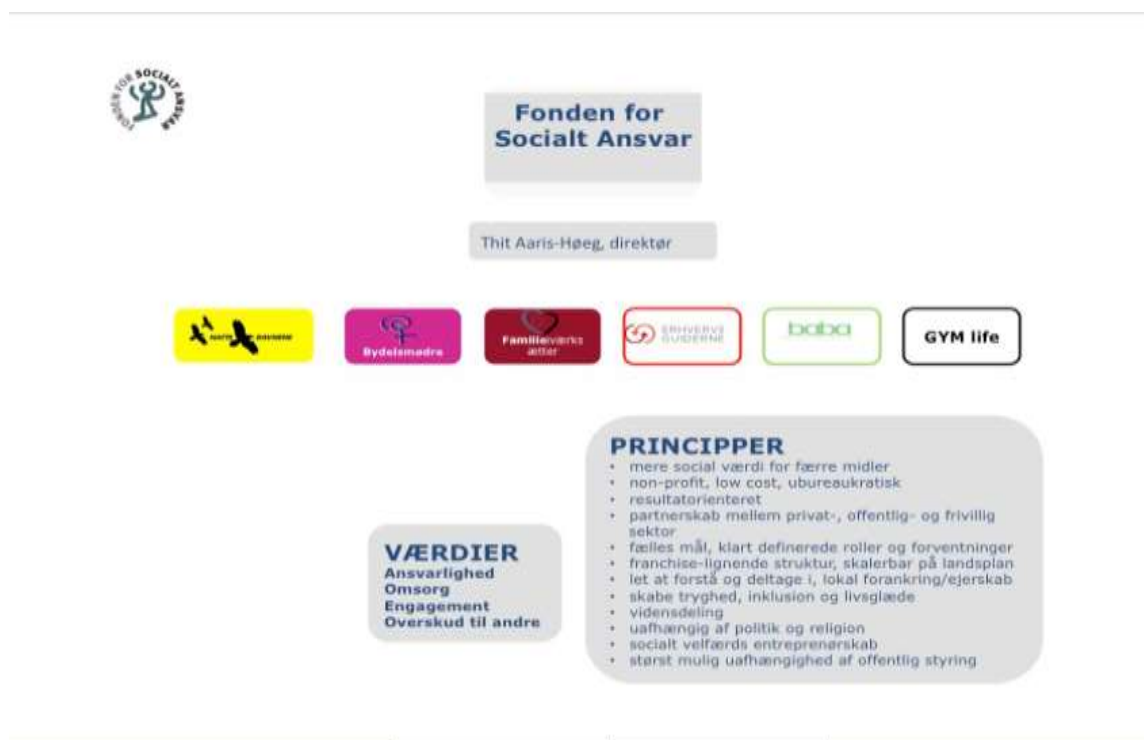 FONDEN FOR SOCIALT ANSVAR
Fonden for
Socialt Ansvar
Thit Aaris-Høeg, direktør
NATTE RAVNENE
Bydelsmødre
Familieværks
ætter
ERHVERVS
GUIDERNE
baba
GYM life
PRINCIPPER
• mere social værdi for færre midler
• non-profit, low cost, ubureaukratisk
• resultatorienteret
• partnerskab mellem privat-, offentlig- og frivillig
sektor
• fælles mål, klart definerede roller og forventninger
• franchise-lignende struktur, skalerbar på landsplan
• let at forstå og deltage i, lokal forankring/ejerskab
• skabe tryghed, inklusion og livsglæde
• vidensdeling
• uafhængig af politik og religion
• socialt velfærds entreprenørskab
• størst mulig uafhængighed af offentlig styring
VÆRDIER
Ansvarlighed
Omsorg
Engagement
Overskud til andre